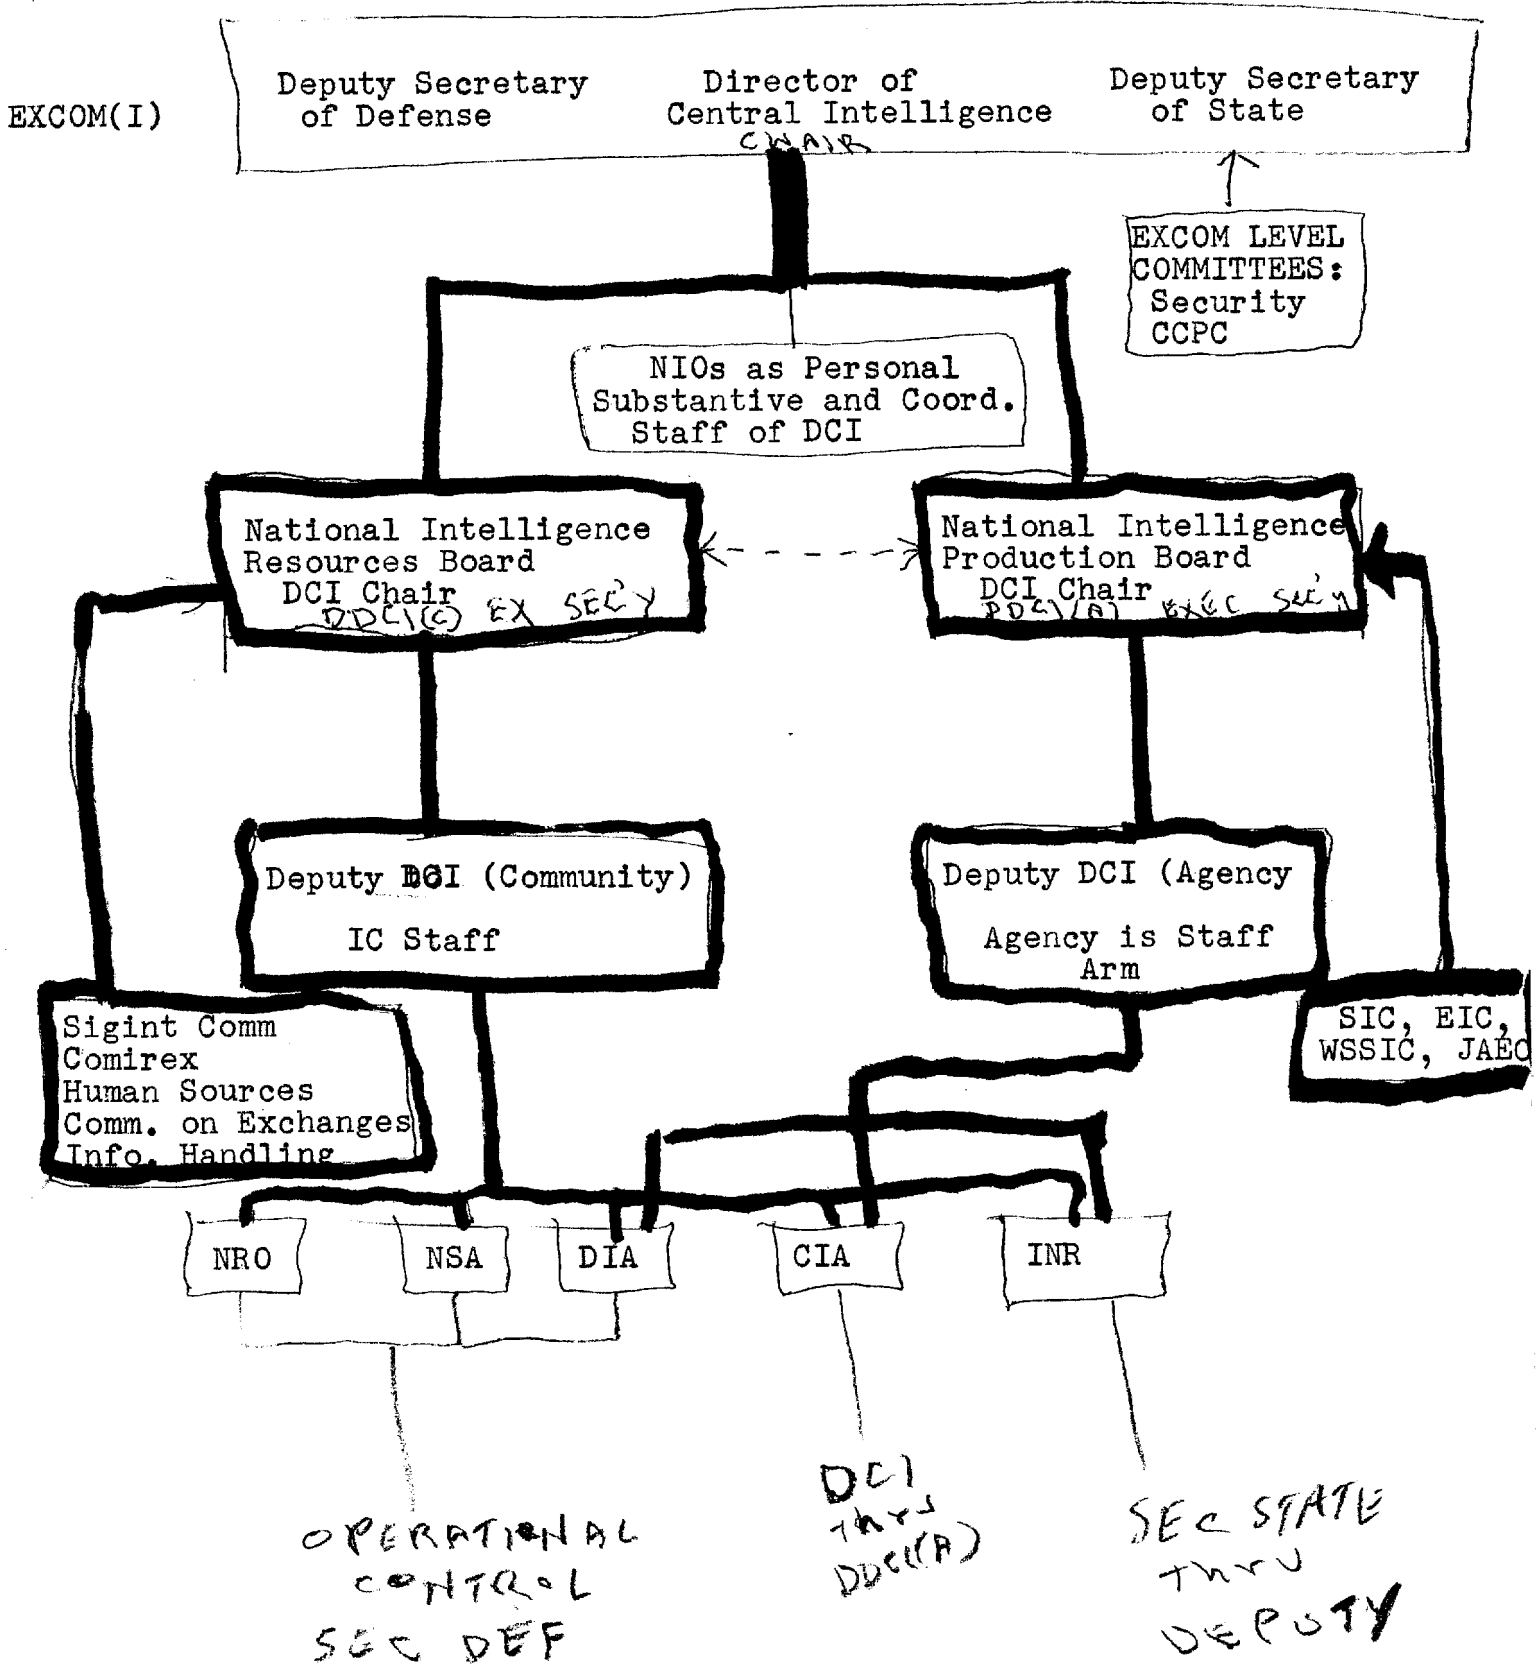 EXCOM(I)
Deputy Secretary
of Defense
Director of
Central Intelligence
CHAIR
Deputy Secretary
of State
EXCOM LEVEL
COMMITTEES:
Security
CCPC
NIOs as Personal
Substantive and Coord.
Staff of DCI
National Intelligence
Resources Board
DCI Chair
DDCI(C) EX SEC'Y
National Intelligence
Production Board
DCI Chair
DDCI(A) EXEC SEC'Y
Deputy DCI (Community)
IC Staff
Deputy DCI (Agency
Agency is Staff
Arm
Sigint Comm
Comirex
Human Sources
Comm. on Exchanges
Info. Handling
SIC, EIC,
WSSIC, JAEC
NRO
NSA
DIA
CIA
INR
OPERATIONAL
CONTROL
SEC DEF
DCI
thru
DDCI(A)
SEC STATE
thru
DEPUTY